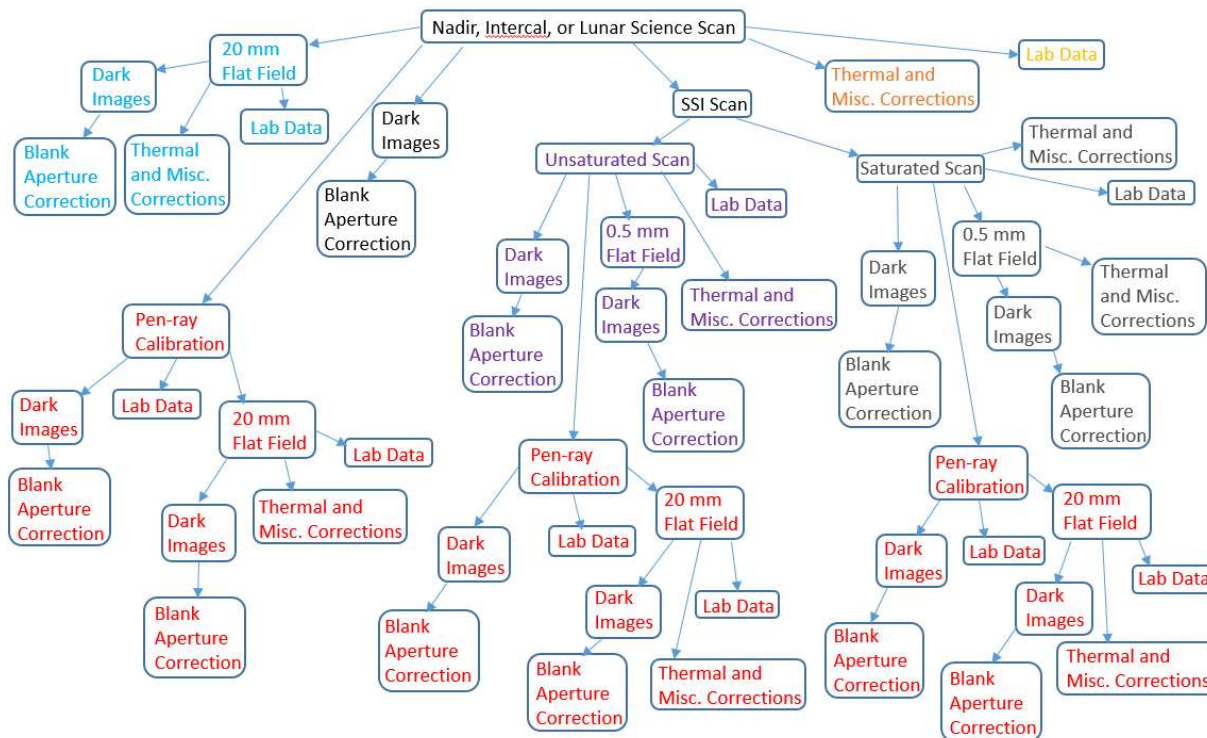 Nadir, Intercal, or Lunar Science Scan
20 mm
Flat Field
Dark
Images
Lab Data
Blank
Aperture
Correction
Thermal
and Misc.
Corrections
Dark
Images
Blank
Aperture
Correction
Lab Data
Thermal and
Misc. Corrections
SSI Scan
Unsaturated Scan
Lab Data
Dark
Images
0.5 mm
Flat Field
Thermal and
Misc. Corrections
Blank
Aperture
Correction
Dark
Images
Blank
Aperture
Correction
Saturated Scan
Thermal and
Misc. Corrections
Lab Data
Dark
Images
0.5 mm
Flat Field
Thermal
and Misc.
Corrections
Blank
Aperture
Correction
Dark
Images
Blank
Aperture
Correction
Pen-ray
Calibration
Dark
Images
Lab Data
20 mm
Flat Field
Lab Data
Blank
Aperture
Correction
Dark
Images
Thermal and
Misc. Corrections
Blank
Aperture
Correction
Pen-ray
Calibration
Dark
Images
Lab Data
20 mm
Flat Field
Blank
Aperture
Correction
Dark
Images
Lab Data
Blank
Aperture
Correction
Thermal and
Misc. Corrections
Pen-ray
Calibration
Dark
Images
Lab Data
20 mm
Flat Field
Lab Data
Blank
Aperture
Correction
Dark
Images
Blank
Aperture
Correction
Thermal and
Misc. Corrections